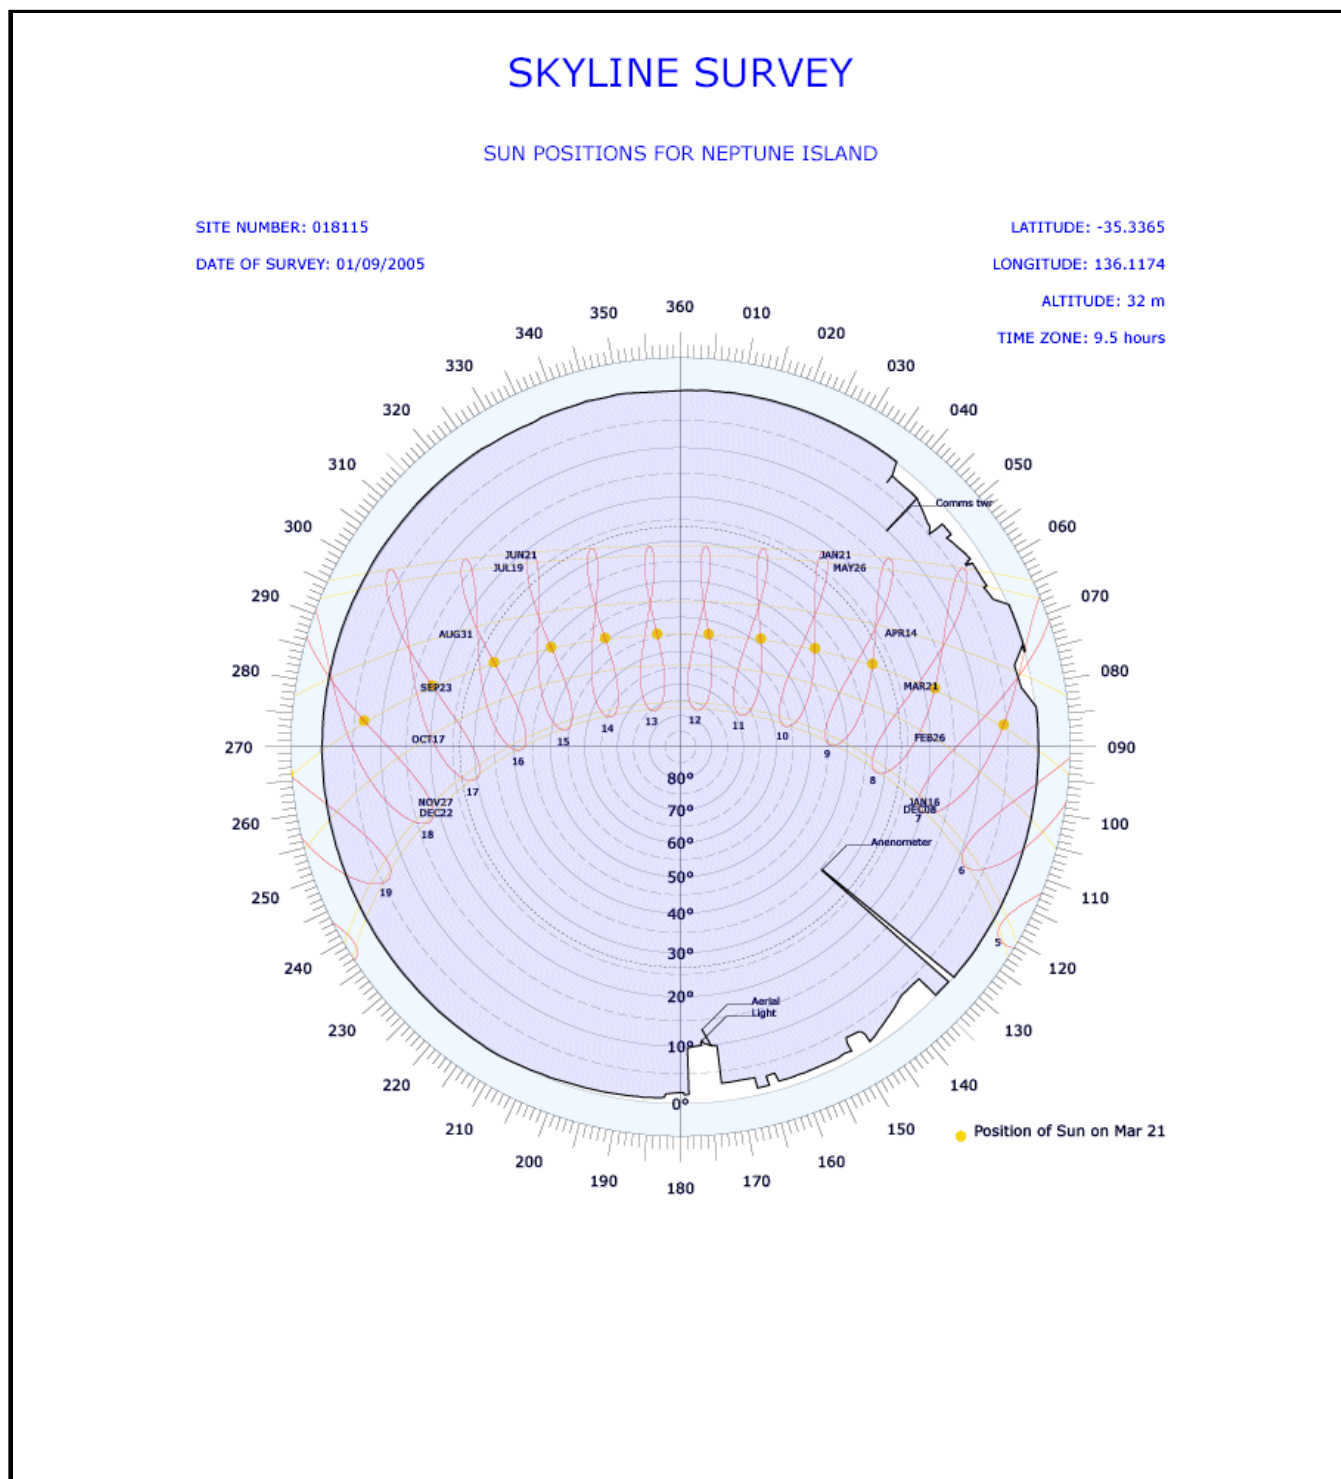 SKYLINE SURVEY
SUN POSITIONS FOR NEPTUNE ISLAND
SITE NUMBER: 018115
LATITUDE: -35.3365
DATE OF SURVEY: 01/09/2005
LONGITUDE: 136.1174
ALTITUDE: 32 m
TIME ZONE: 9.5 hours
360
350 010
340 020
330 030
320 040
310 050
300 060
290 070
280 080
270 090
260 100
250 110
240 120
230 130
220 140
210 150
200 160
190 170
180
Comms twr
JUN21 JAN21
JUL19 MAY26
AUG31 APR14
SEP23 MAR21
OCT17 FEB26
NOV27 JAN16
DEC22 DEC08
19 18 17 16 15 14 13 12 11 10 9 8 7 6 5
80°
70°
60°
50°
40°
30°
20°
10°
0°
Anenometer
Aerial
Light
Position of Sun on Mar 21